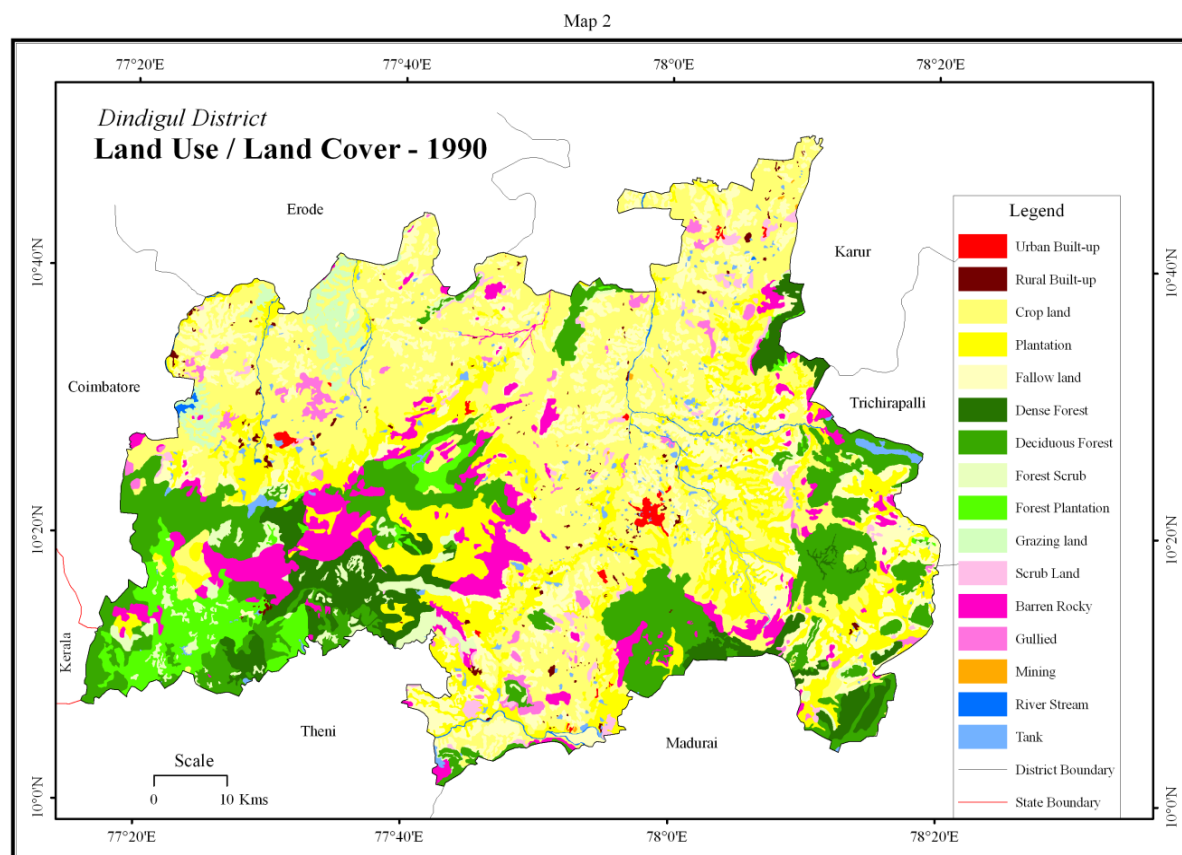 Map 2
77°20'E
77°40'E
78°0'E
78°20'E
Dindigul District
Land Use / Land Cover - 1990
Erode
Karur
Coimbatore
Trichirapalli
Kerala
Theni
Madurai
10°40'N
10°20'N
10°0'N
10°40'N
10°20'N
10°0'N
Legend
Urban Built-up
Rural Built-up
Crop land
Plantation
Fallow land
Dense Forest
Deciduous Forest
Forest Scrub
Forest Plantation
Grazing land
Scrub Land
Barren Rocky
Gullied
Mining
River Stream
Tank
District Boundary
State Boundary
Scale
0 10 Kms
77°20'E
77°40'E
78°0'E
78°20'E